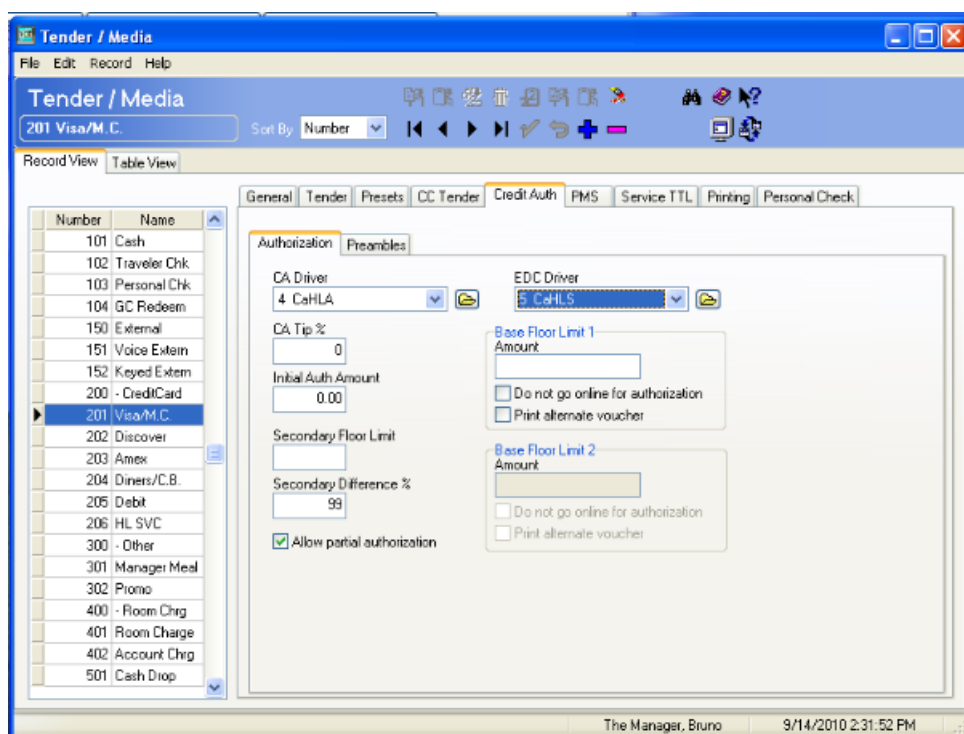 Tender / Media
File Edit Record Help
Tender / Media
201 Visa/M.C.
Sort By Number
Record View Table View
General Tender Presets CC Tender Credit Auth PMS Service TTL Printing Personal Check
Number Name
101 Cash
102 Traveler Chk
103 Personal Chk
104 GC Redeem
150 External
151 Voice Extern
152 Keyed Extern
200 - CreditCard
201 Visa/M.C.
202 Discover
203 Amex
204 Diners/C.B.
205 Debit
206 HL SVC
300 - Other
301 Manager Meal
302 Promo
400 - Room Chrg
401 Room Charge
402 Account Chrg
501 Cash Drop
Authorization Preambles
CA Driver
4 CaHLA
CA Tip %
0
Initial Auth Amount
0.00
Secondary Floor Limit
Secondary Difference %
99
Allow partial authorization
EDC Driver
5 CaHLS
Base Floor Limit 1
Amount
Do not go online for authorization
Print alternate voucher
Base Floor Limit 2
Amount
Do not go online for authorization
Print alternate voucher
The Manager, Bruno 9/14/2010 2:31:52 PM